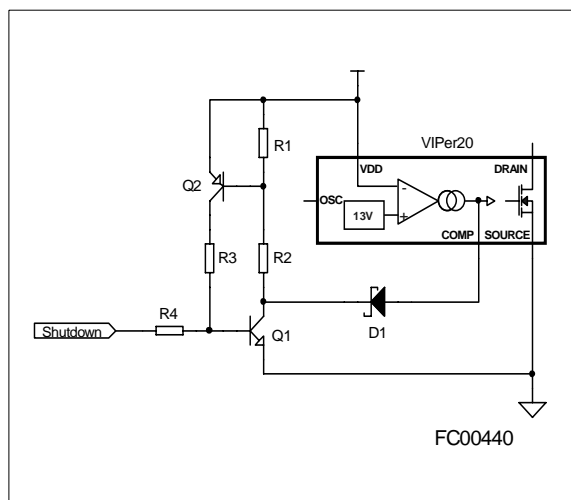 VIPer20
R1
VDD
DRAIN
Q2
OSC
-
13V
+
COMP
SOURCE
R3
R2
D1
R4
Shutdown
Q1
FC00440